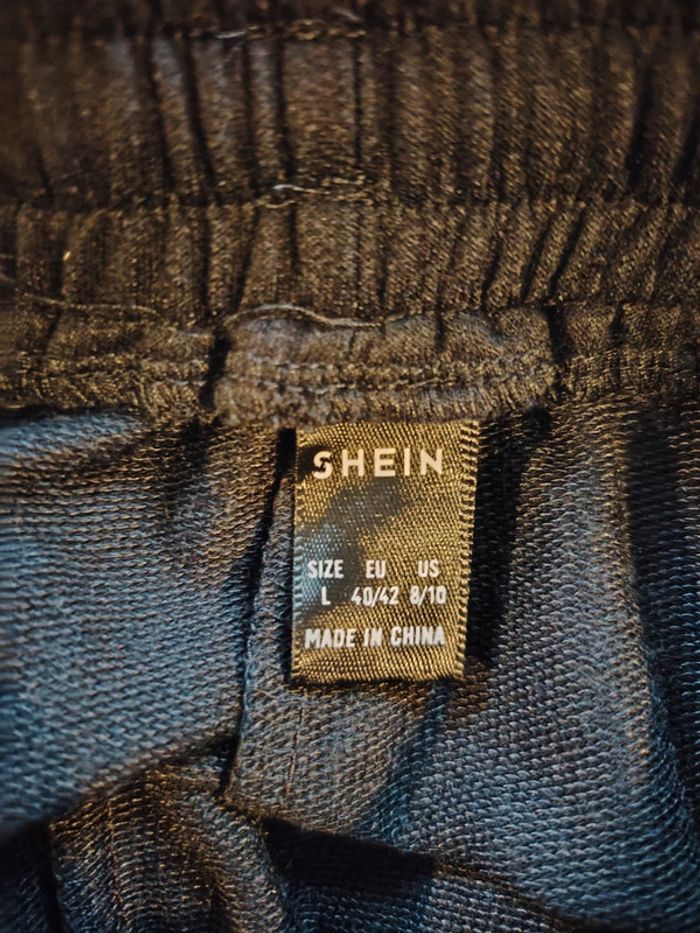 SHEIN
SIZE EU US
L 40/42 8/10
MADE IN CHINA